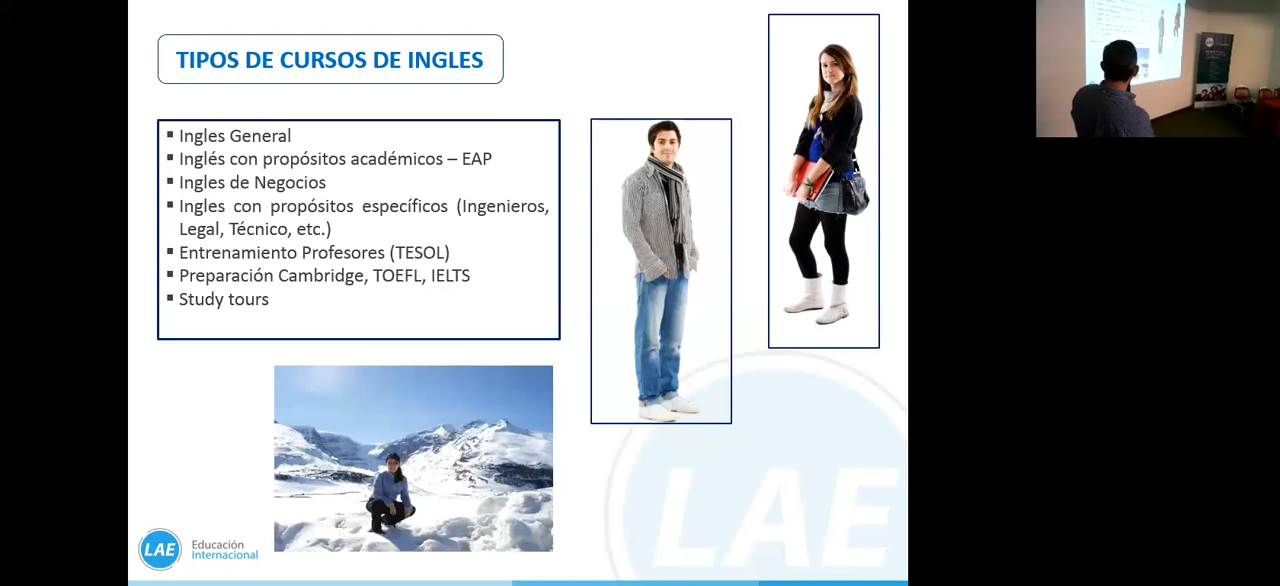 TIPOS DE CURSOS DE INGLES
Ingles General
Inglés con propósitos académicos – EAP
Ingles de Negocios
Ingles con propósitos específicos (Ingenieros,
Legal, Técnico, etc.)
Entrenamiento Profesores (TESOL)
Preparación Cambridge, TOEFL, IELTS
Study tours
LAE
LAE Educación
Internacional